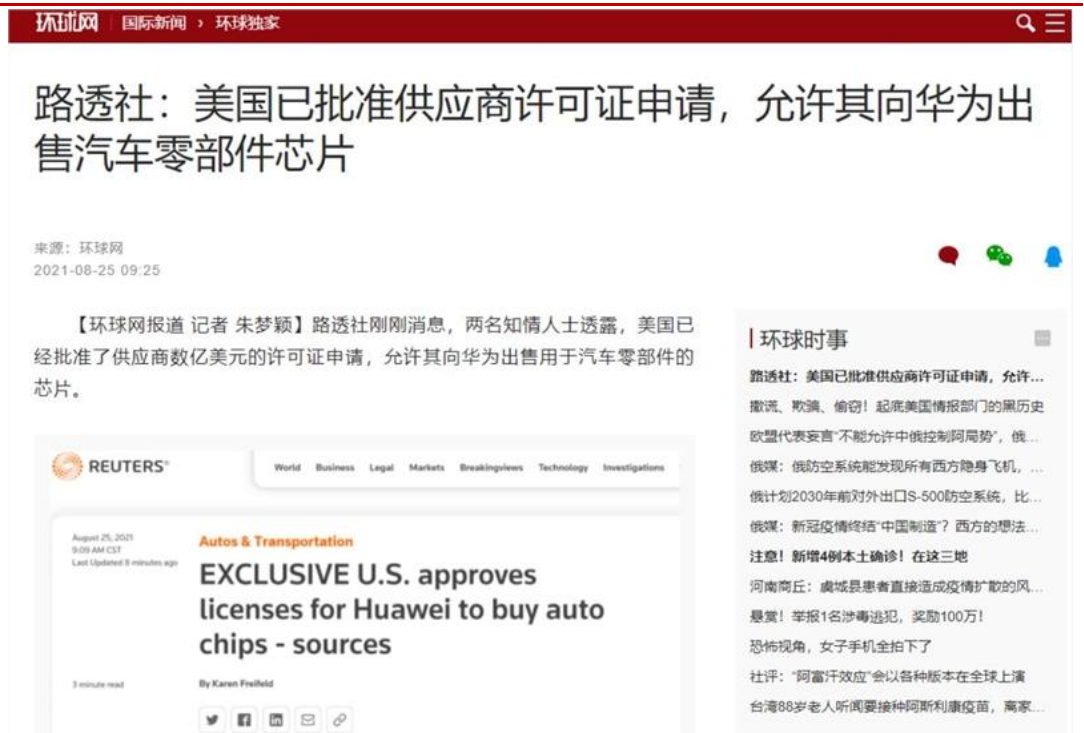 环球网 国际新闻 › 环球独家
路透社：美国已批准供应商许可证申请，允许其向华为出
售汽车零部件芯片
来源：环球网
2021-08-25 09:25
【环球网报道 记者 朱梦颖】路透社刚刚消息，两名知情人士透露，美国已
经批准了供应商数亿美元的许可证申请，允许其向华为出售用于汽车零部件的
芯片。
REUTERS®
World Business Legal Markets Breakingviews Technology Investigations
August 25, 2021
9:09 AM CST
Last Updated 8 minutes ago
Autos & Transportation
EXCLUSIVE U.S. approves
licenses for Huawei to buy auto
chips - sources
3 minute read
By Karen Freifeld
环球时事
路透社：美国已批准供应商许可证申请，允许...
撒谎、欺骗、偷窃！起底美国情报部门的黑历史
欧盟代表妄言“不能允许中俄控制阿局势”，俄...
俄媒：俄防空系统能发现所有西方隐身飞机，...
俄计划2030年前对外出口S-500防空系统，比...
俄媒：新冠疫情终结“中国制造”？西方的想法...
注意！新增4例本土确诊！在这三地
河南商丘：虞城县患者直接造成疫情扩散的风...
悬赏！举报1名涉毒逃犯，奖励100万！
恐怖视角，女子手机全拍下了
社评：“阿富汗效应”会以各种版本在全球上演
台湾88岁老人听闻要接种阿斯利康疫苗，离家...